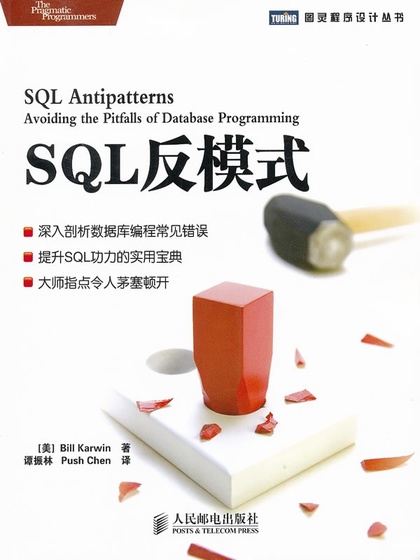 The
Pragmatic
Programmers
TURING 图灵程序设计丛书
SQL Antipatterns
Avoiding the Pitfalls of Database Programming
SQL反模式
深入剖析数据库编程常见错误
提升SQL功力的实用宝典
大师指点令人茅塞顿开
[美] Bill Karwin 著
谭振林 Push Chen 译
人民邮电出版社
POSTS & TELECOM PRESS